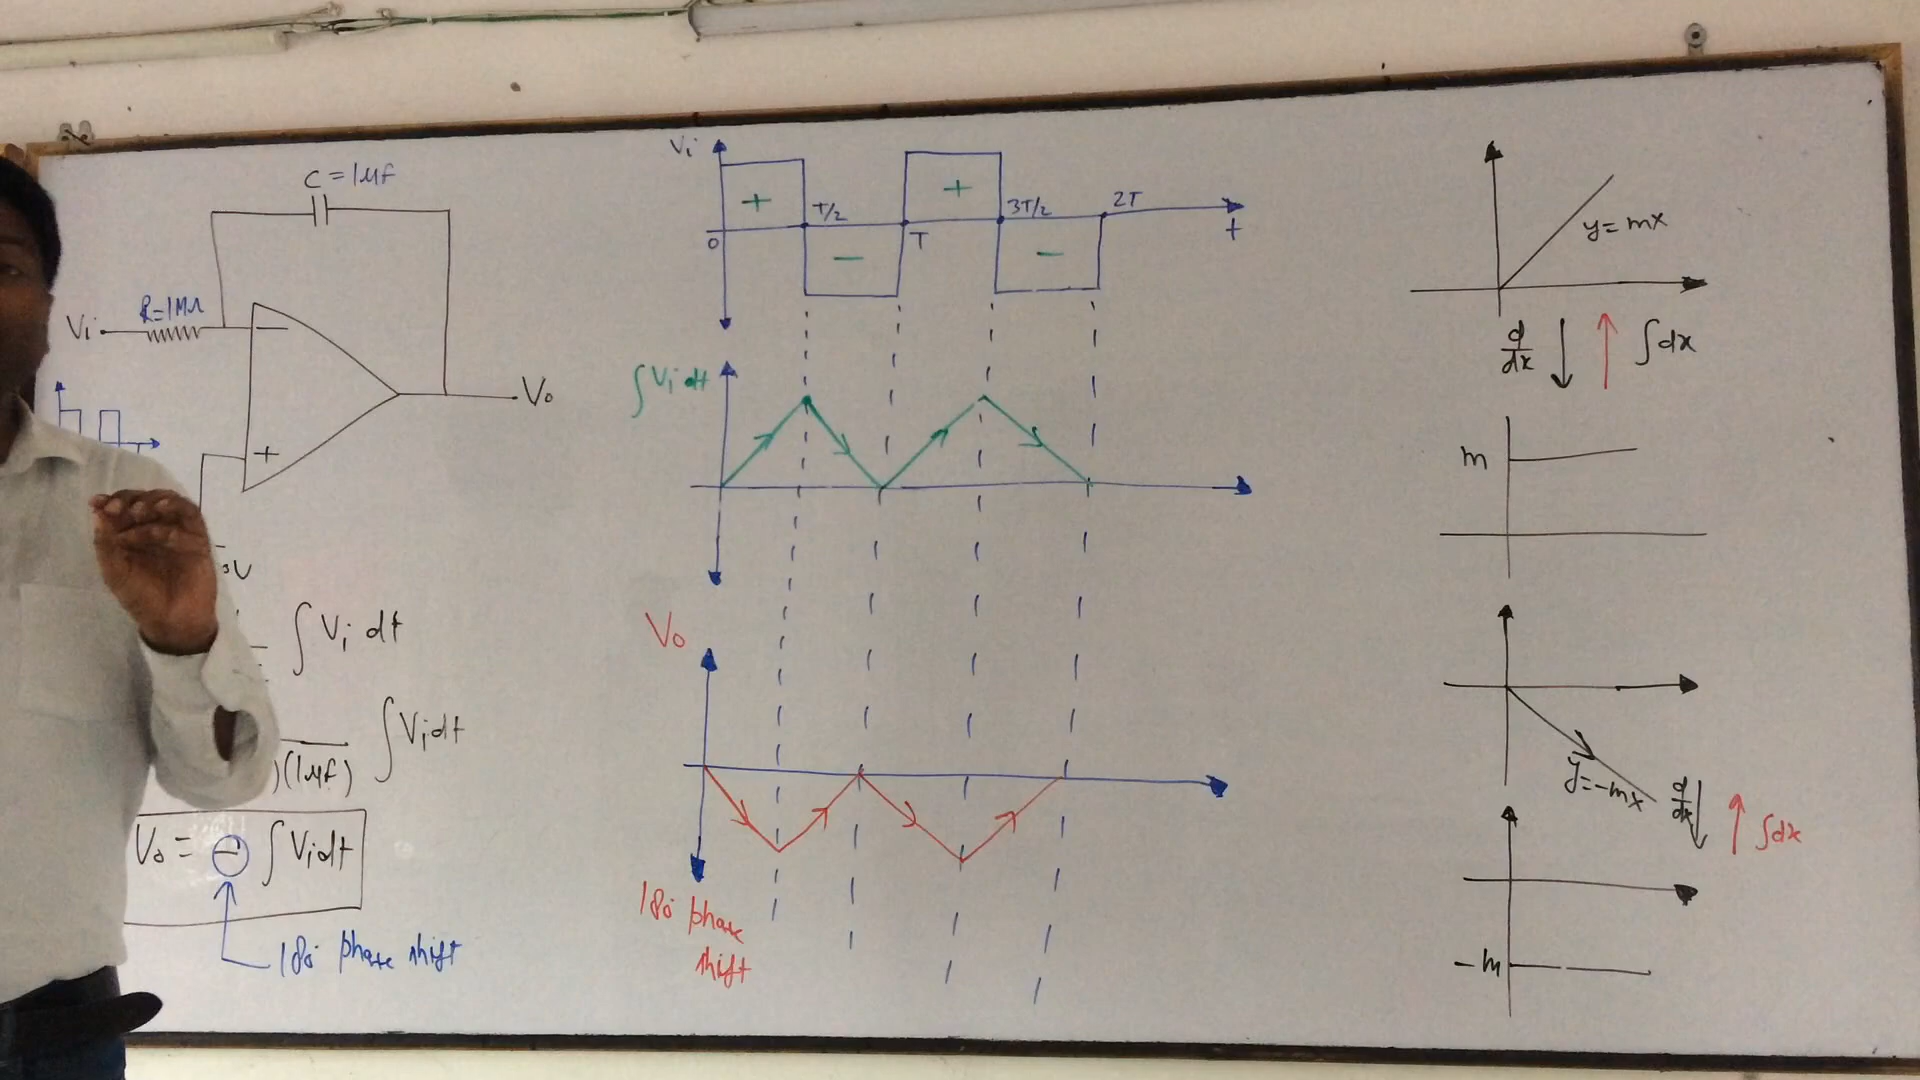 C = 1μf
R=1MΩ
Vi
−
+
Vo
∫ Vi dt
)(1μf) ∫ Vi dt
Vo = − ∫ Vi dt
180° phase shift
Vi
+ − + −
0 T/2 T 3T/2 2T t
∫ Vi dt
Vo
180° phase
shift
y = mx
d/dx ↓ ↑ ∫dx
m
y = -mx
d/dx ↓ ↑ ∫dx
-m